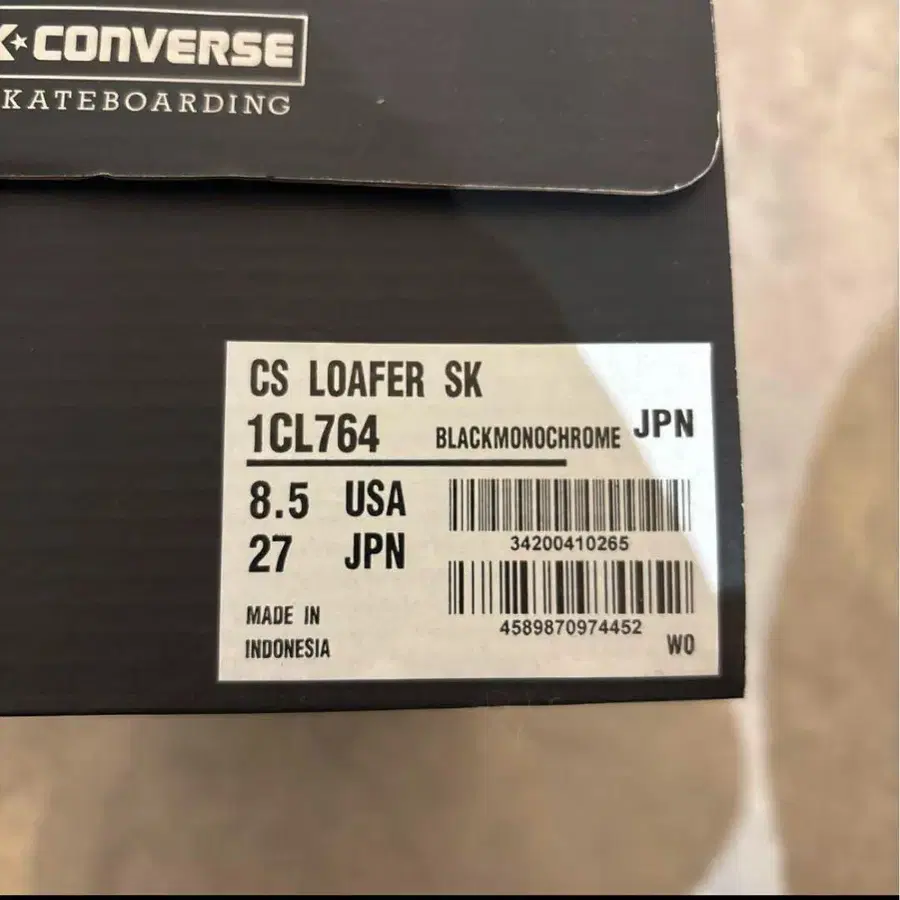 CONVERSE
KATEBOARDING
CS LOAFER SK
1CL764 BLACKMONOCHROME JPN
8.5 USA
34200410265
27 JPN
4589870974452
MADE IN
INDONESIA
WO